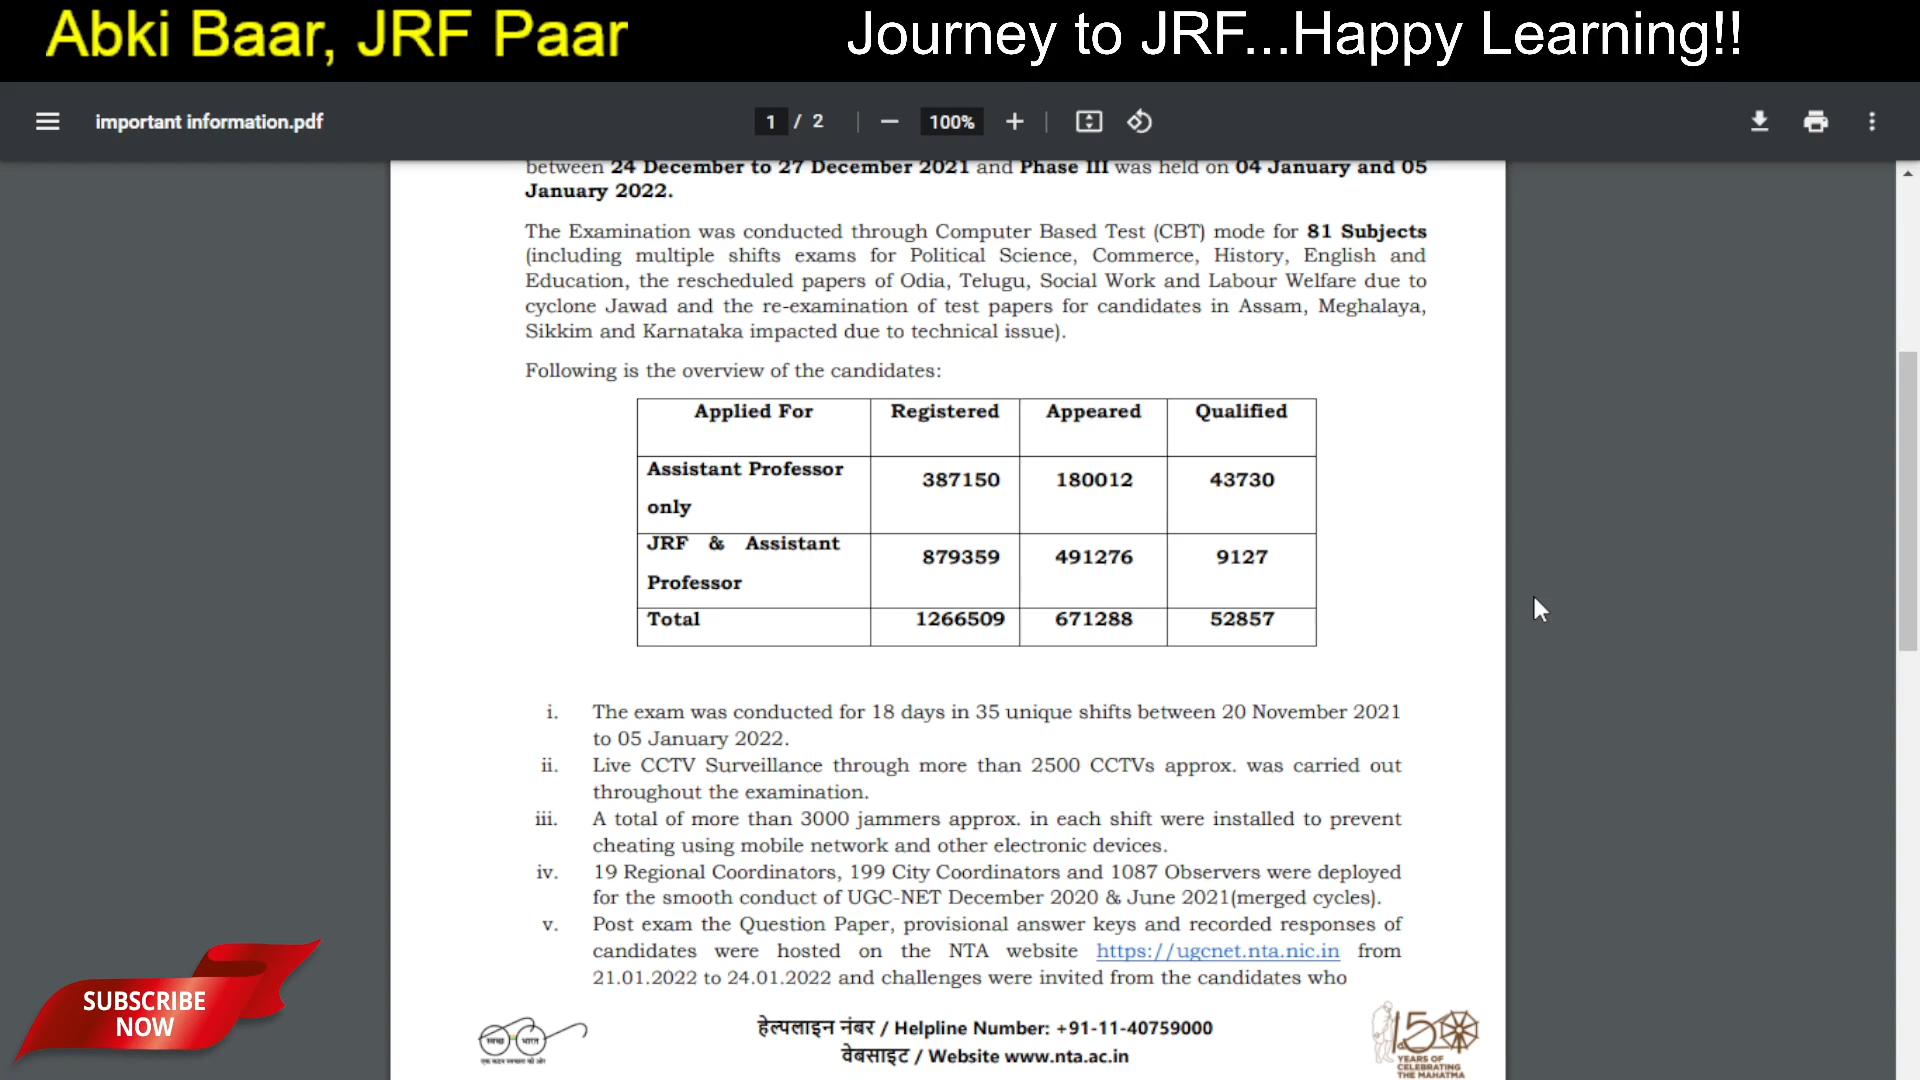 Abki Baar, JRF Paar
Journey to JRF...Happy Learning!!
important information.pdf
1 / 2
100%
between 24 December to 27 December 2021 and Phase III was held on 04 January and 05
January 2022.
The Examination was conducted through Computer Based Test (CBT) mode for 81 Subjects
(including multiple shifts exams for Political Science, Commerce, History, English and
Education, the rescheduled papers of Odia, Telugu, Social Work and Labour Welfare due to
cyclone Jawad and the re-examination of test papers for candidates in Assam, Meghalaya,
Sikkim and Karnataka impacted due to technical issue).
Following is the overview of the candidates:
Applied For Registered Appeared Qualified
Assistant Professor
only
387150 180012 43730
JRF & Assistant
Professor
879359 491276 9127
Total 1266509 671288 52857
i. The exam was conducted for 18 days in 35 unique shifts between 20 November 2021
to 05 January 2022.
ii. Live CCTV Surveillance through more than 2500 CCTVs approx. was carried out
throughout the examination.
iii. A total of more than 3000 jammers approx. in each shift were installed to prevent
cheating using mobile network and other electronic devices.
iv. 19 Regional Coordinators, 199 City Coordinators and 1087 Observers were deployed
for the smooth conduct of UGC-NET December 2020 & June 2021(merged cycles).
v. Post exam the Question Paper, provisional answer keys and recorded responses of
candidates were hosted on the NTA website https://ugcnet.nta.nic.in from
21.01.2022 to 24.01.2022 and challenges were invited from the candidates who
SUBSCRIBE
NOW
स्वच्छ भारत
एक कदम स्वच्छता की ओर
हेल्पलाइन नंबर / Helpline Number: +91-11-40759000
वेबसाइट / Website www.nta.ac.in
150
YEARS OF
CELEBRATING
THE MAHATMA